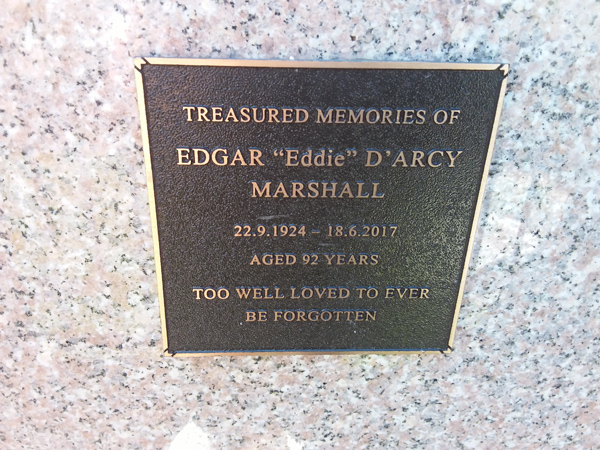 TREASURED MEMORIES OF
EDGAR "Eddie" D'ARCY
MARSHALL
22.9.1924 – 18.6.2017
AGED 92 YEARS
TOO WELL LOVED TO EVER
BE FORGOTTEN